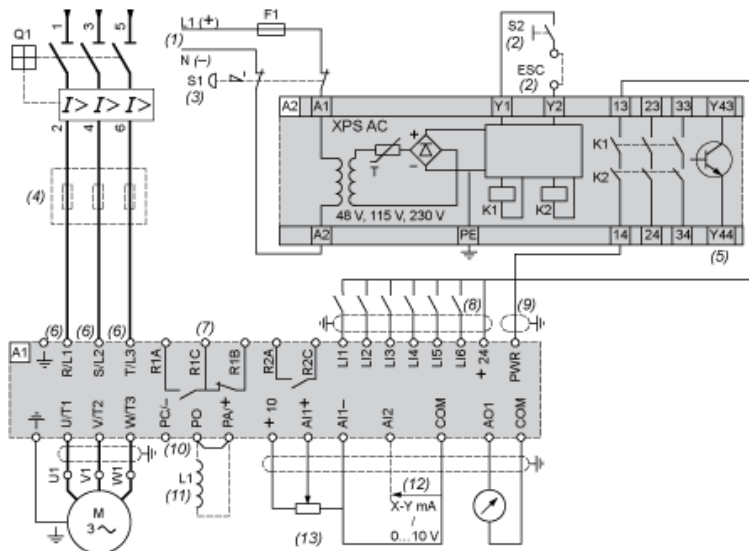 1 3 5
Q1
I> I> I>
2 4 6
(4)
L1 (+)
F1
(1)
N (–)
S1
(3)
S2
(2)
ESC
(2)
A2 A1 Y1 Y2 13 23 33 Y43
XPS AC
+
–
T
K1
K2
K1 K2
48 V, 115 V, 230 V
A2 PE 14 24 34 Y44
(5)
(6) (6) (6) (7) (8) (9)
A1
R/L1 S/L2 T/L3 R1A R1C R1B R2A R2C LI1 LI2 LI3 LI4 LI5 LI6 + 24 PWR
U/T1 V/T2 W/T3 PC/– PO PA/+ + 10 AI1+ AI1– AI2 COM AO1 COM
(10)
U1 V1 W1
L1
(11)
(12)
X-Y mA
/
0...10 V
(13)
M
3 ~